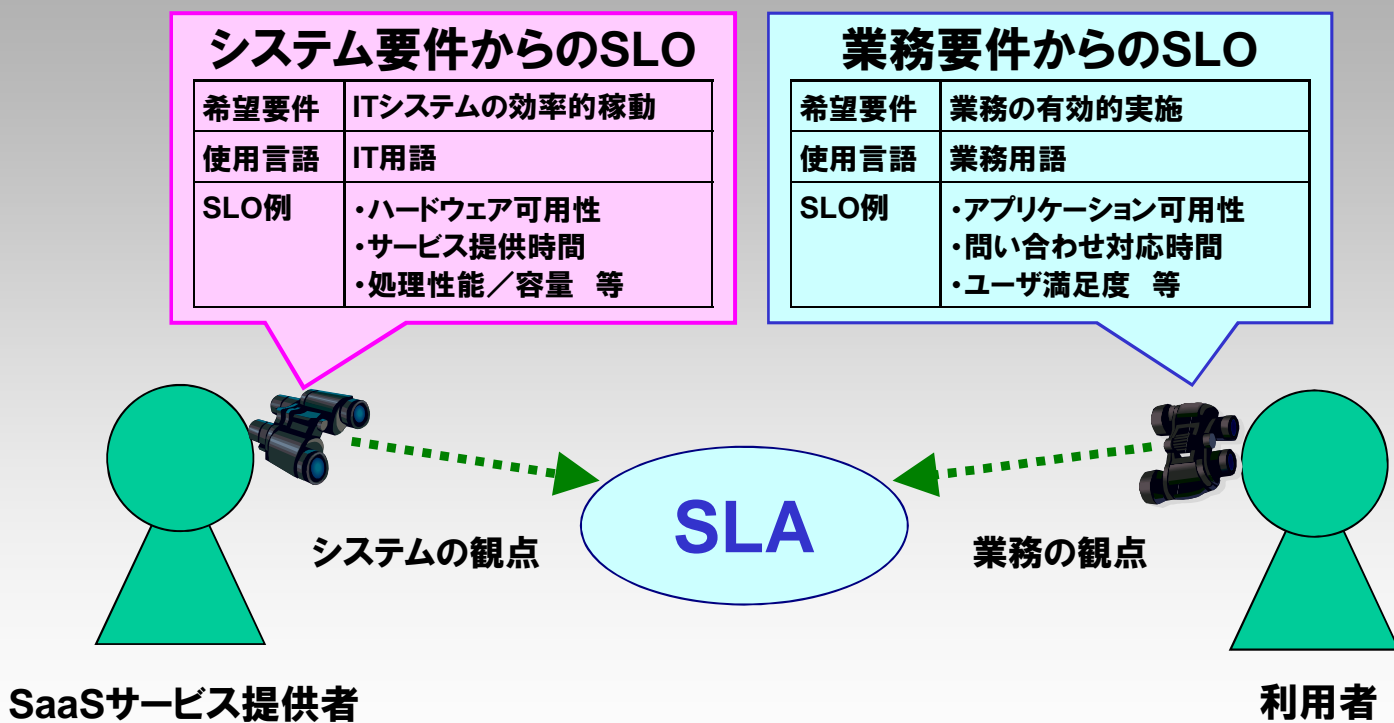 システム要件からのSLO
希望要件 ITシステムの効率的稼動
使用言語 IT用語
SLO例 ・ハードウェア可用性
・サービス提供時間
・処理性能／容量 等
業務要件からのSLO
希望要件 業務の有効的実施
使用言語 業務用語
SLO例 ・アプリケーション可用性
・問い合わせ対応時間
・ユーザ満足度 等
SLA
システムの観点
業務の観点
SaaSサービス提供者
利用者